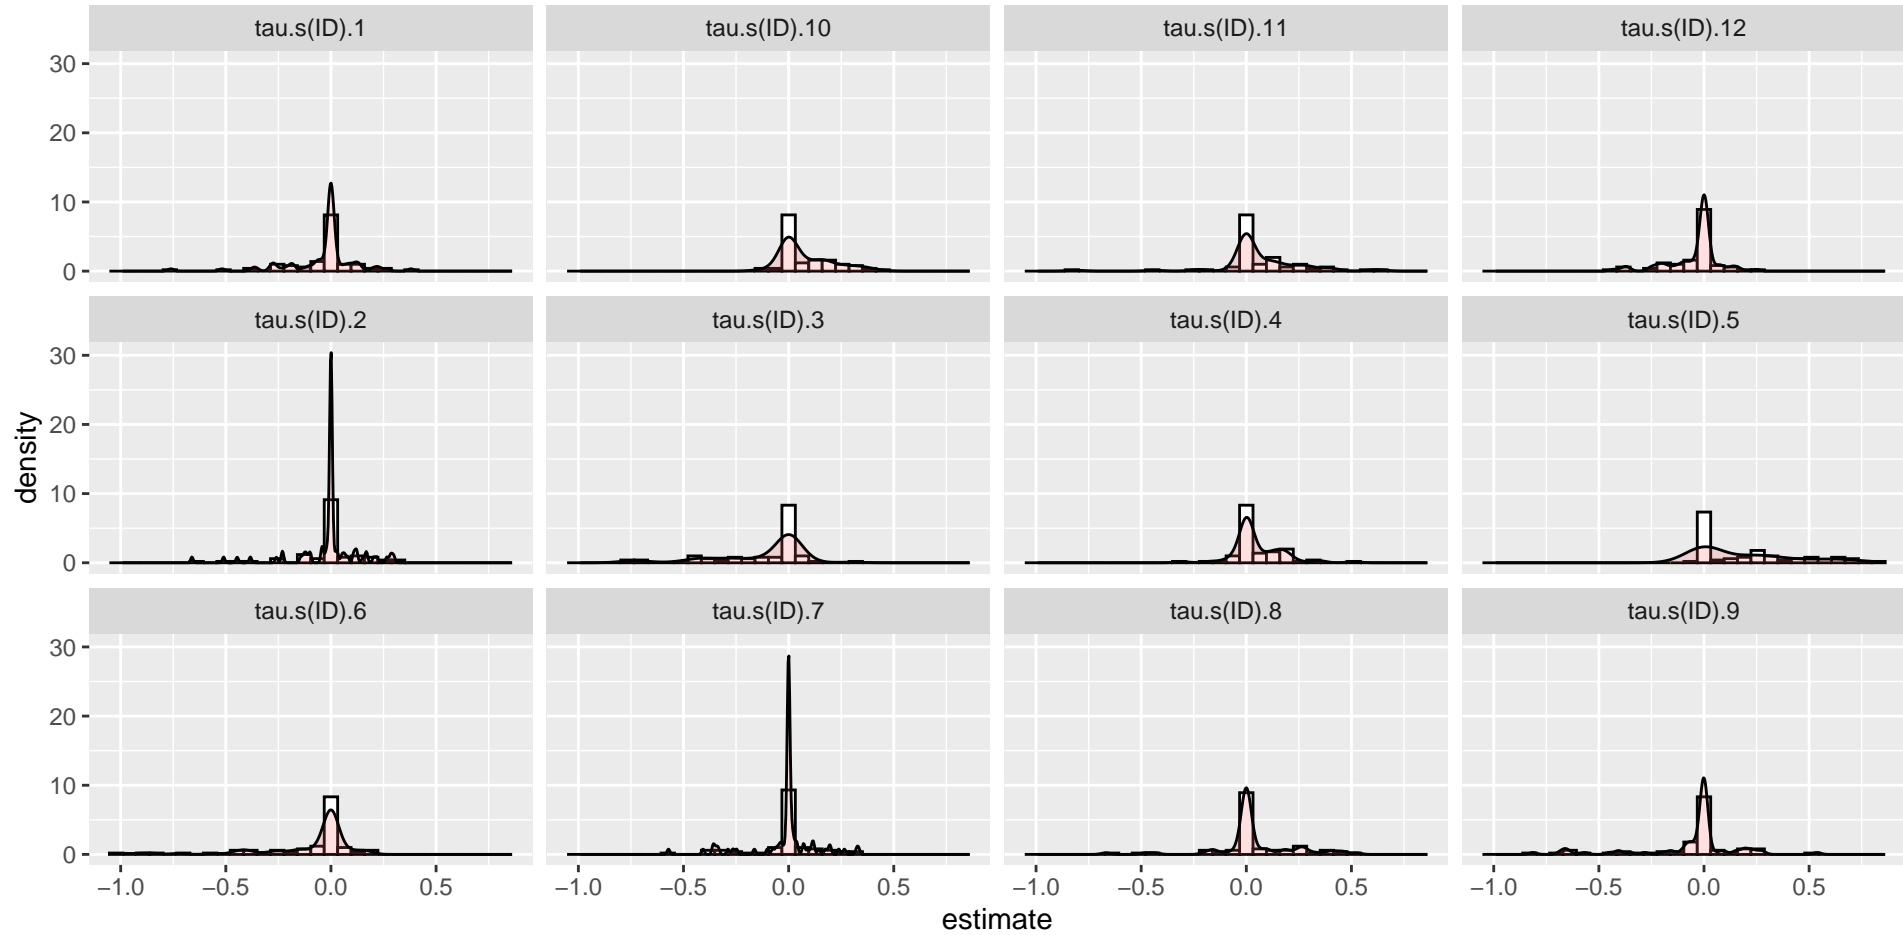 tau.s(ID).1
tau.s(ID).10
tau.s(ID).11
tau.s(ID).12
30
20
10
0
tau.s(ID).2
tau.s(ID).3
tau.s(ID).4
tau.s(ID).5
30
20
10
0
density
tau.s(ID).6
tau.s(ID).7
tau.s(ID).8
tau.s(ID).9
30
20
10
0
−1.0 −0.5 0.0 0.5
−1.0 −0.5 0.0 0.5
−1.0 −0.5 0.0 0.5
−1.0 −0.5 0.0 0.5
estimate